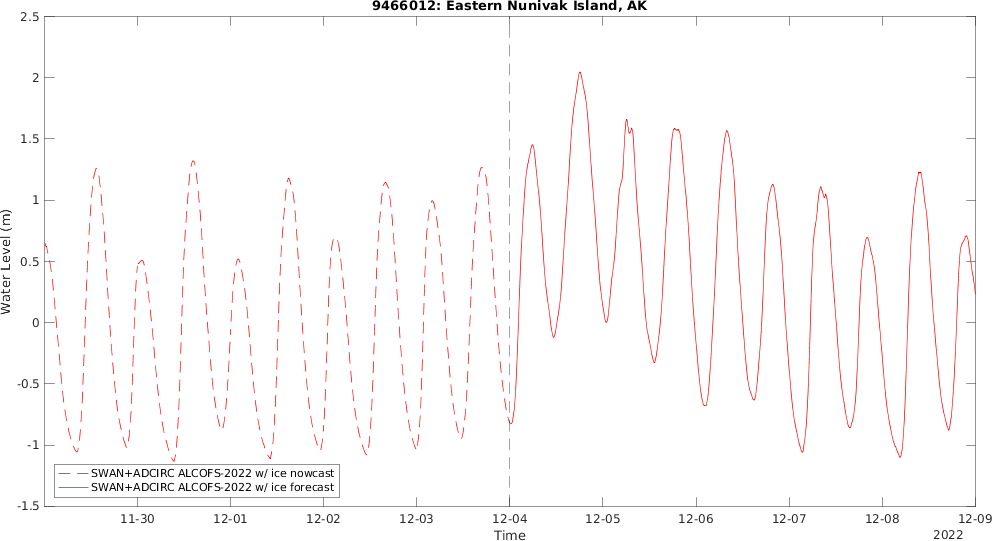 9466012: Eastern Nunivak Island, AK
2.5
2
1.5
1
0.5
0
-0.5
-1
-1.5
Water Level (m)
SWAN+ADCIRC ALCOFS-2022 w/ ice nowcast
SWAN+ADCIRC ALCOFS-2022 w/ ice forecast
11-30 12-01 12-02 12-03 12-04 12-05 12-06 12-07 12-08 12-09
Time
2022